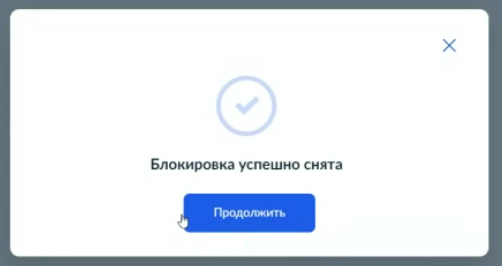 Блокировка успешно снята
Продолжить